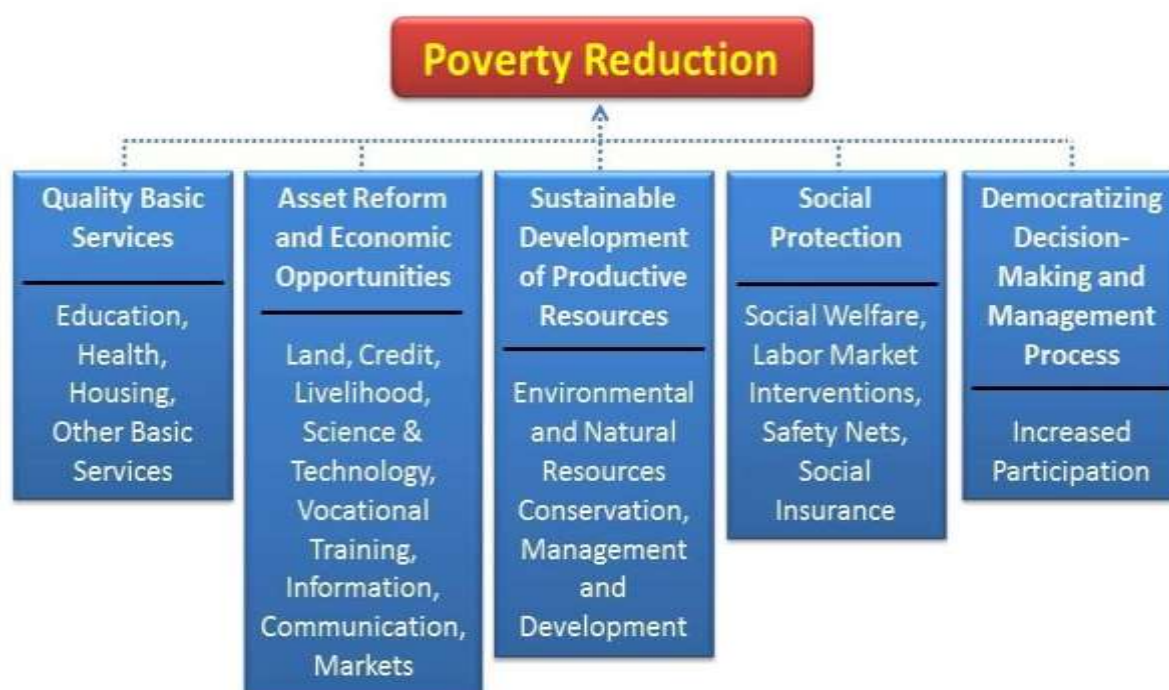 Poverty Reduction
Quality Basic
Services
Education,
Health,
Housing,
Other Basic
Services
Asset Reform
and Economic
Opportunities
Land, Credit,
Livelihood,
Science &
Technology,
Vocational
Training,
Information,
Communication,
Markets
Sustainable
Development
of Productive
Resources
Environmental
and Natural
Resources
Conservation,
Management
and
Development
Social
Protection
Social Welfare,
Labor Market
Interventions,
Safety Nets,
Social
Insurance
Democratizing
Decision-
Making and
Management
Process
Increased
Participation